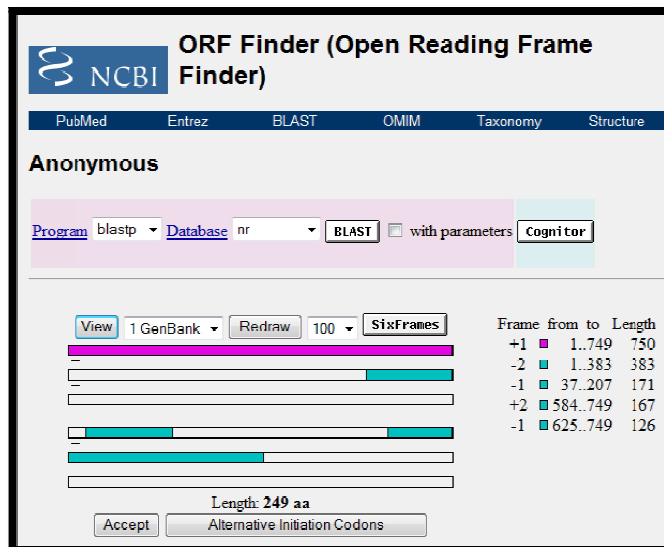 NCBI
ORF Finder (Open Reading Frame
Finder)
PubMed Entrez BLAST OMIM Taxonomy Structure
Anonymous
Program blastp Database nr BLAST with parameters Cognitor
View 1 GenBank Redraw 100 SixFrames
Frame from to Length
+1 1..749 750
-2 1..383 383
-1 37..207 171
+2 584..749 167
-1 625..749 126
Length: 249 aa
Accept Alternative Initiation Codons